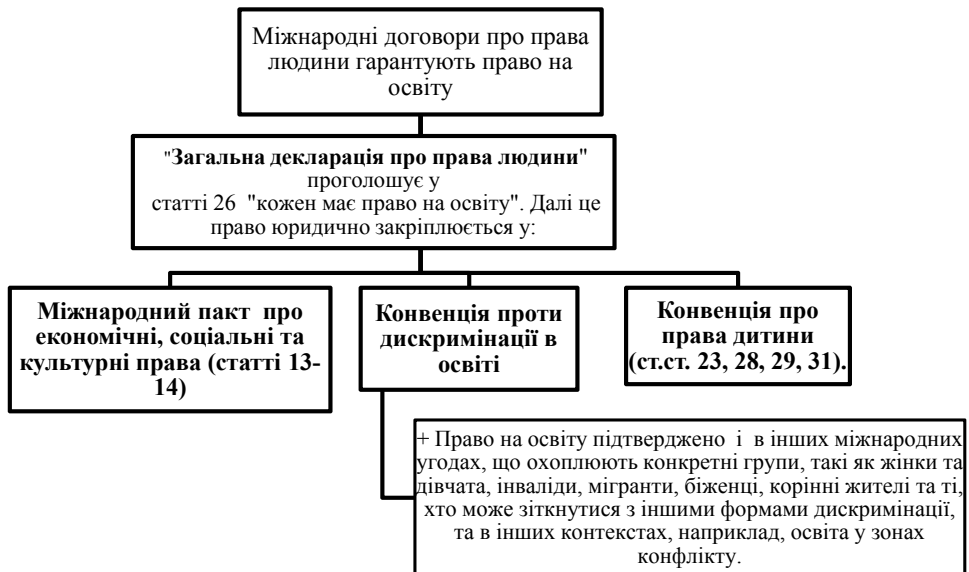 Міжнародні договори про права
людини гарантують право на
освіту
"Загальна декларація про права людини"
проголошує у
статті 26 "кожен має право на освіту". Далі це
право юридично закріплюється у:
Міжнародний пакт про
економічні, соціальні та
культурні права (статті 13-
14)
Конвенція проти
дискримінації в
освіті
Конвенція про
права дитини
(ст.ст. 23, 28, 29, 31).
+ Право на освіту підтверджено і в інших міжнародних
угодах, що охоплюють конкретні групи, такі як жінки та
дівчата, інваліди, мігранти, біженці, корінні жителі та ті,
хто може зіткнутися з іншими формами дискримінації,
та в інших контекстах, наприклад, освіта у зонах
конфлікту.